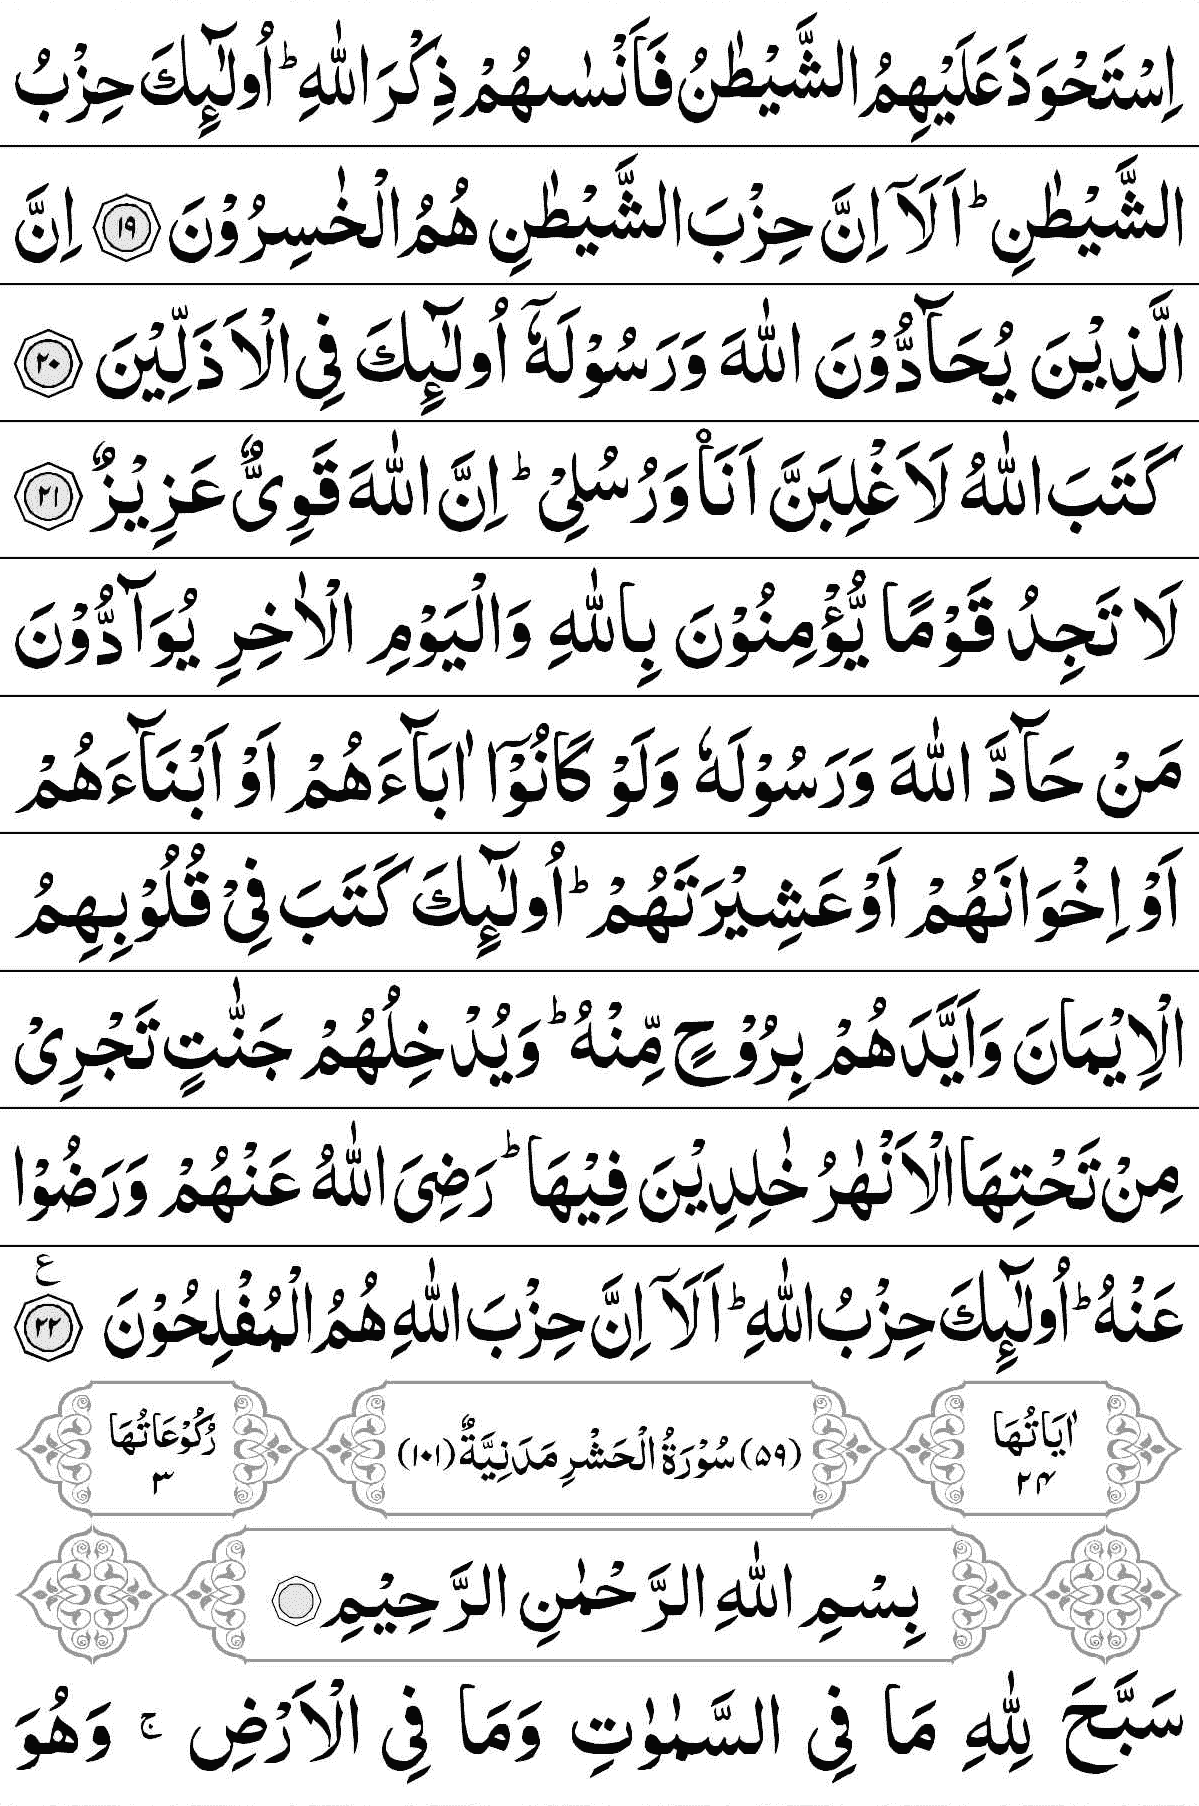 اِسْتَحْوَذَ عَلَيْهِمُ الشَّيْطٰنُ فَاَنْسٰىهُمْ ذِكْرَ اللّٰهِ ؕ اُولٰٓئِكَ حِزْبُ
الشَّيْطٰنِ ؕ اَلَاۤ اِنَّ حِزْبَ الشَّيْطٰنِ هُمُ الْخٰسِرُوْنَ ۱۹ اِنَّ
الَّذِيْنَ يُحَآدُّوْنَ اللّٰهَ وَرَسُوْلَهٗۤ اُولٰٓئِكَ فِى الْاَذَلِّيْنَ ۲۰
كَتَبَ اللّٰهُ لَاَغْلِبَنَّ اَنَا۠ وَرُسُلِىْ ؕ اِنَّ اللّٰهَ قَوِىٌّ عَزِيْزٌ ۲۱
لَا تَجِدُ قَوْمًا يُّؤْمِنُوْنَ بِاللّٰهِ وَالْيَوْمِ الْاٰخِرِ يُوَآدُّوْنَ
مَنْ حَآدَّ اللّٰهَ وَرَسُوْلَهٗ وَلَوْ كَانُوْۤا اٰبَآءَهُمْ اَوْ اَبْنَآءَهُمْ
اَوْ اِخْوَانَهُمْ اَوْ عَشِيْرَتَهُمْ ؕ اُولٰٓئِكَ كَتَبَ فِىْ قُلُوْبِهِمُ
الْاِيْمَانَ وَاَيَّدَهُمْ بِرُوْحٍ مِّنْهُ ؕ وَيُدْخِلُهُمْ جَنّٰتٍ تَجْرِىْ
مِنْ تَحْتِهَا الْاَنْهٰرُ خٰلِدِيْنَ فِيْهَا ؕ رَضِىَ اللّٰهُ عَنْهُمْ وَرَضُوْا
عَنْهُ ؕ اُولٰٓئِكَ حِزْبُ اللّٰهِ ؕ اَلَاۤ اِنَّ حِزْبَ اللّٰهِ هُمُ الْمُفْلِحُوْنَ ۲۲ ع
اٰيَاتُهَا ۲۴ (۵۹) سُوْرَةُ الْحَشْرِ مَدَنِيَّةٌ (۱۰۱) رُكُوْعَاتُهَا ۳
بِسْمِ اللّٰهِ الرَّحْمٰنِ الرَّحِيْمِ
سَبَّحَ لِلّٰهِ مَا فِى السَّمٰوٰتِ وَمَا فِى الْاَرْضِ ۚ وَهُوَ